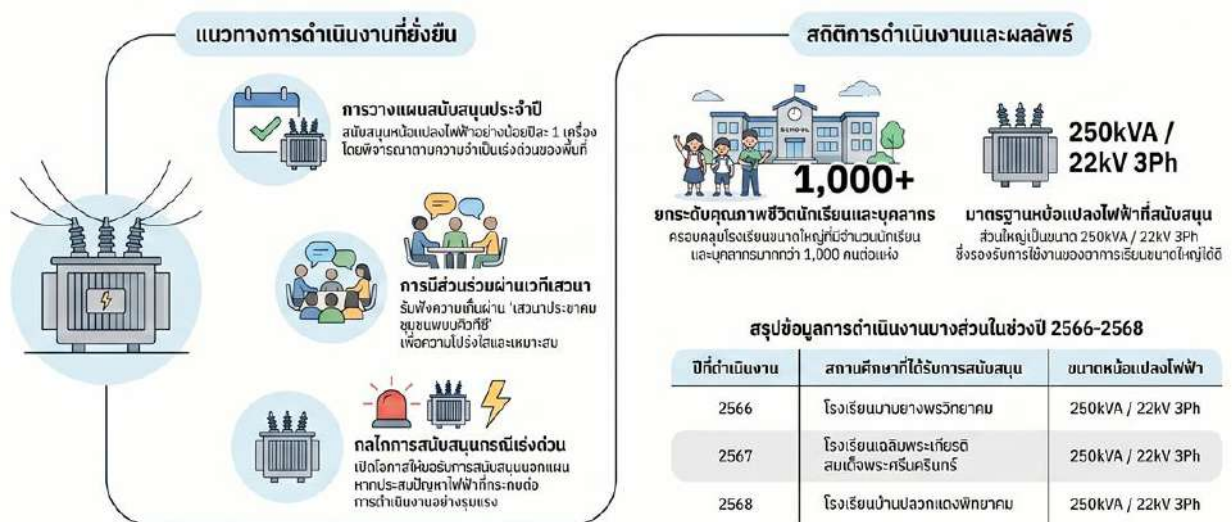 แนวทางการดำเนินงานที่ยั่งยืน
การวางแผนสนับสนุนประจำปี
สนับสนุนหม้อแปลงไฟฟ้าอย่างน้อยปีละ 1 เครื่อง
โดยพิจารณาตามความจำเป็นเร่งด่วนของพื้นที่
การมีส่วนร่วมผ่านเวทีเสวนา
รับฟังความเห็นผ่าน 'เสวนาประชาคม
ชุมชนพบบคิวทีซี'
เพื่อความโปร่งใสและเหมาะสม
กลไกการสนับสนุนกรณีเร่งด่วน
เปิดโอกาสให้ขอรับการสนับสนุนนอกแผน
หากประสบปัญหาไฟฟ้าที่กระทบต่อ
การดำเนินงานอย่างรุนแรง
สถิติการดำเนินงานและผลลัพธ์
SCHOOL
1,000+
ยกระดับคุณภาพชีวิตนักเรียนและบุคลากร
ครอบคลุมโรงเรียนขนาดใหญ่ที่มีจำนวนนักเรียน
และบุคลากรมากกว่า 1,000 คนต่อแห่ง
250kVA /
22kV 3Ph
มาตรฐานหม้อแปลงไฟฟ้าที่สนับสนุน
ส่วนใหญ่เป็นขนาด 250kVA / 22kV 3Ph
ซึ่งรองรับการใช้งานของอาคารเรียนขนาดใหญ่ได้ดี
สรุปข้อมูลการดำเนินงานบางส่วนในช่วงปี 2566-2568
ปีที่ดำเนินงาน สถานศึกษาที่ได้รับการสนับสนุน ขนาดหม้อแปลงไฟฟ้า
2566 โรงเรียนมาบยางพรวิทยาคม 250kVA / 22kV 3Ph
2567 โรงเรียนเฉลิมพระเกียรติ
สมเด็จพระศรีนครินทร์ 250kVA / 22kV 3Ph
2568 โรงเรียนบ้านปลวกแดงพิทยาคม 250kVA / 22kV 3Ph